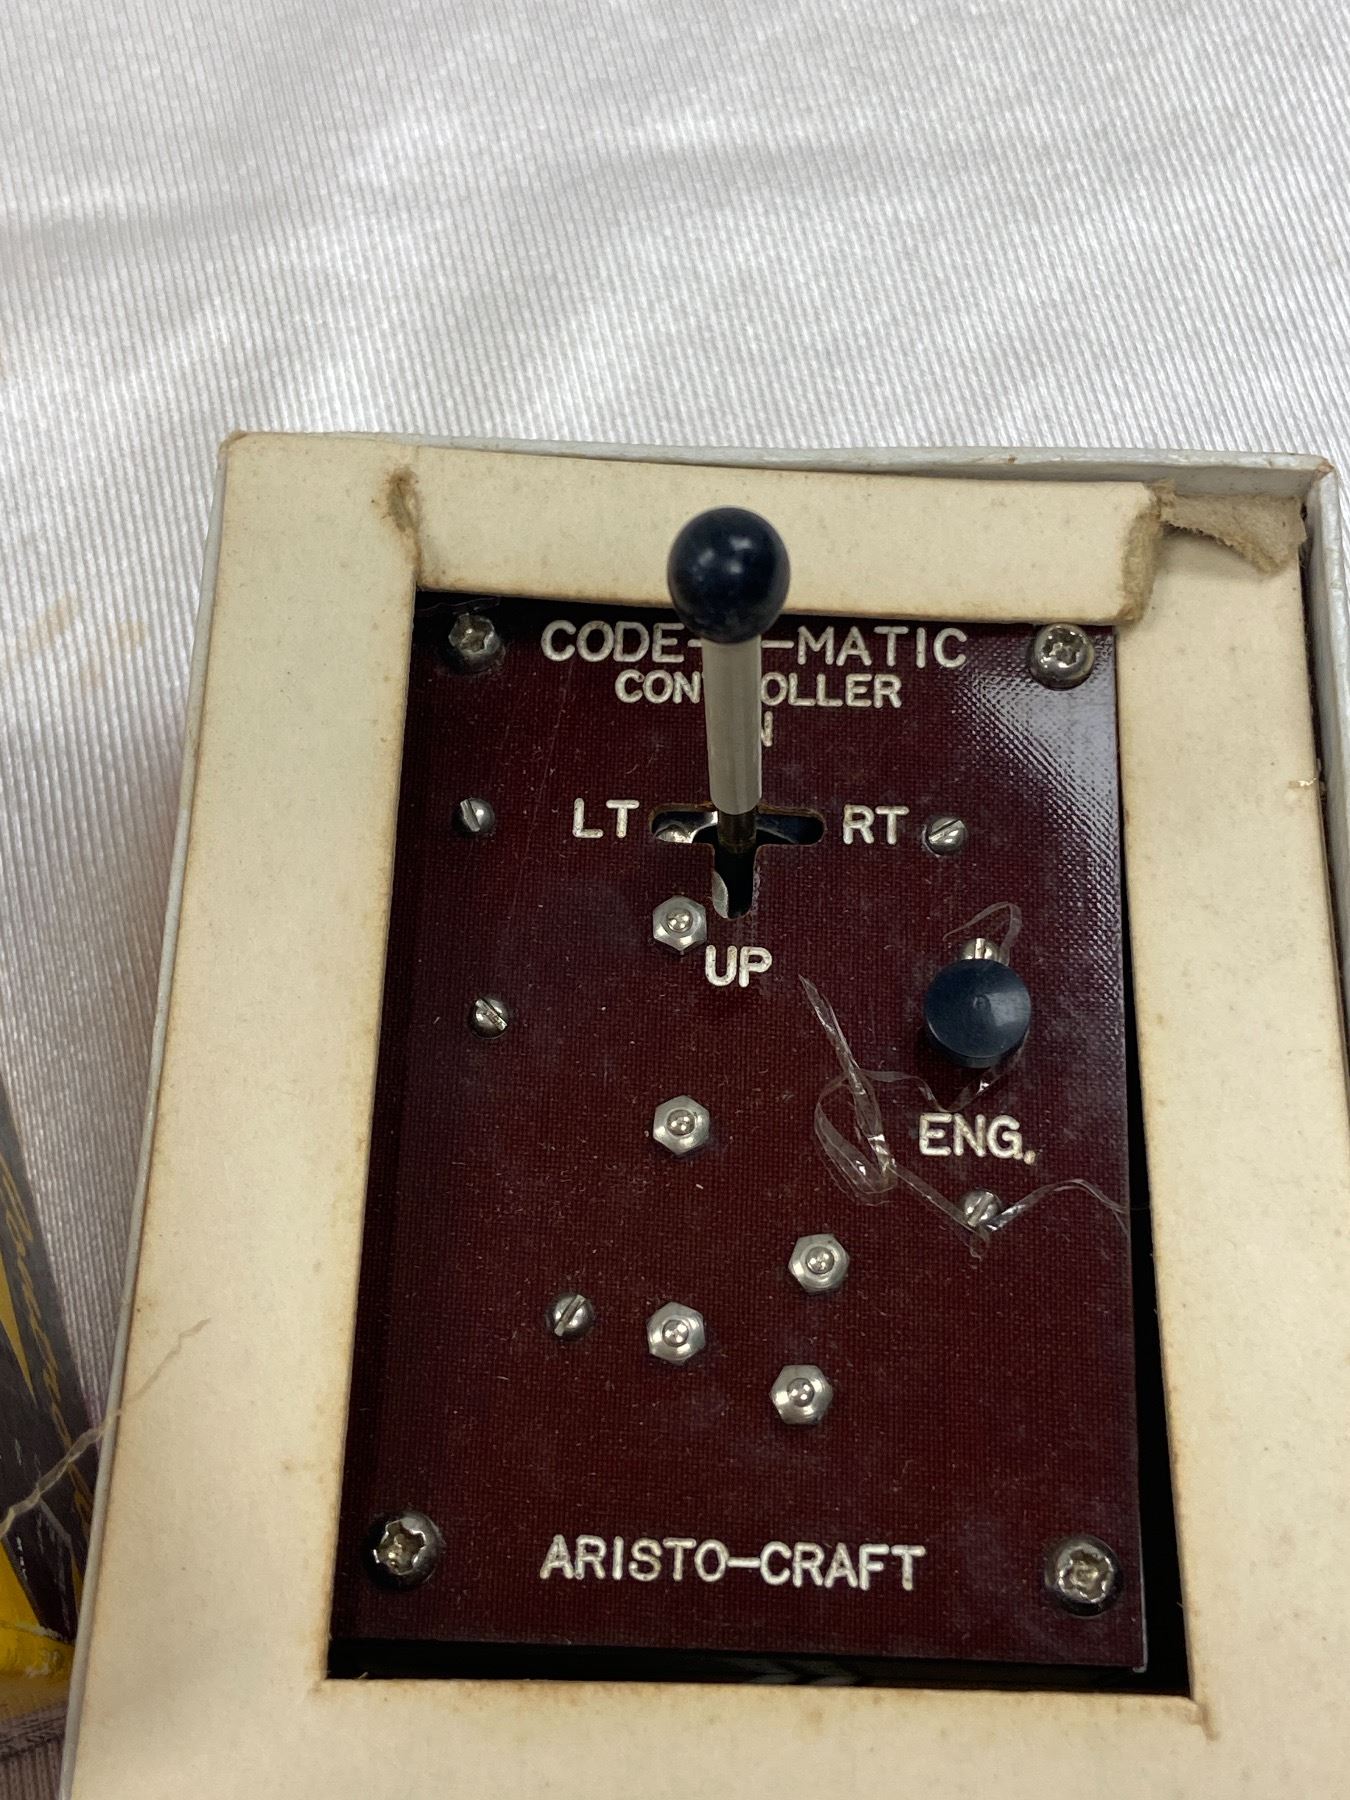 CODE- -MATIC
CON OLLER
N
LT RT
UP
ENG.
ARISTO-CRAFT